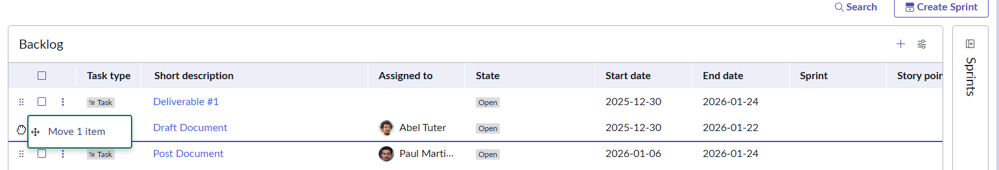 Search Create Sprint
Backlog
Task type Short description Assigned to State Start date End date Sprint Story poin
Task Deliverable #1 Open 2025-12-30 2026-01-24
Move 1 item Draft Document Abel Tuter Open 2025-12-30 2026-01-22
Task Post Document Paul Marti... Open 2026-01-06 2026-01-24
Sprints